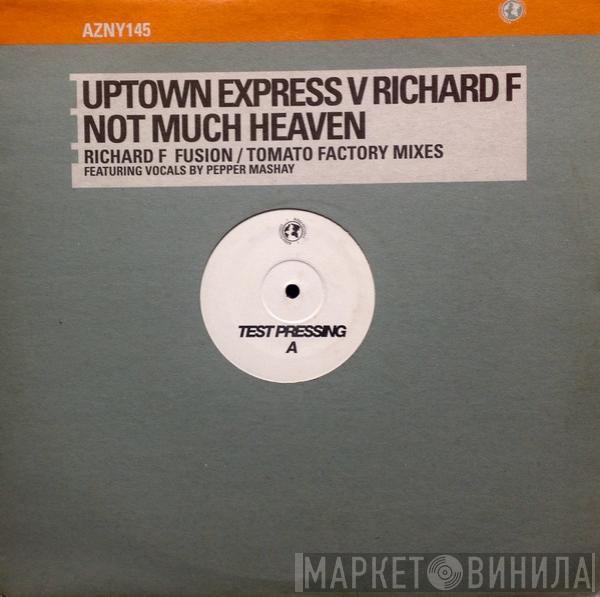 AZNY145
UPTOWN EXPRESS V RICHARD F
NOT MUCH HEAVEN
RICHARD F FUSION / TOMATO FACTORY MIXES
FEATURING VOCALS BY PEPPER MASHAY
TEST PRESSING
A
МАРКЕТ ВИНИЛА